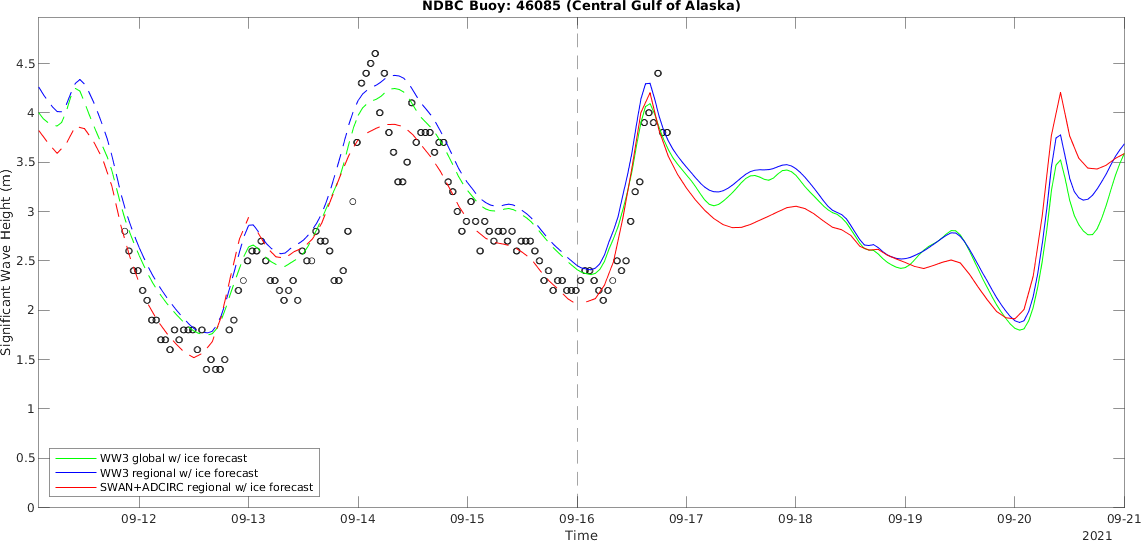 NDBC Buoy: 46085 (Central Gulf of Alaska)
Significant Wave Height (m)
4.5
4
3.5
3
2.5
2
1.5
1
0.5
0
WW3 global w/ ice forecast
WW3 regional w/ ice forecast
SWAN+ADCIRC regional w/ ice forecast
09-12 09-13 09-14 09-15 09-16 09-17 09-18 09-19 09-20 09-21
Time
2021